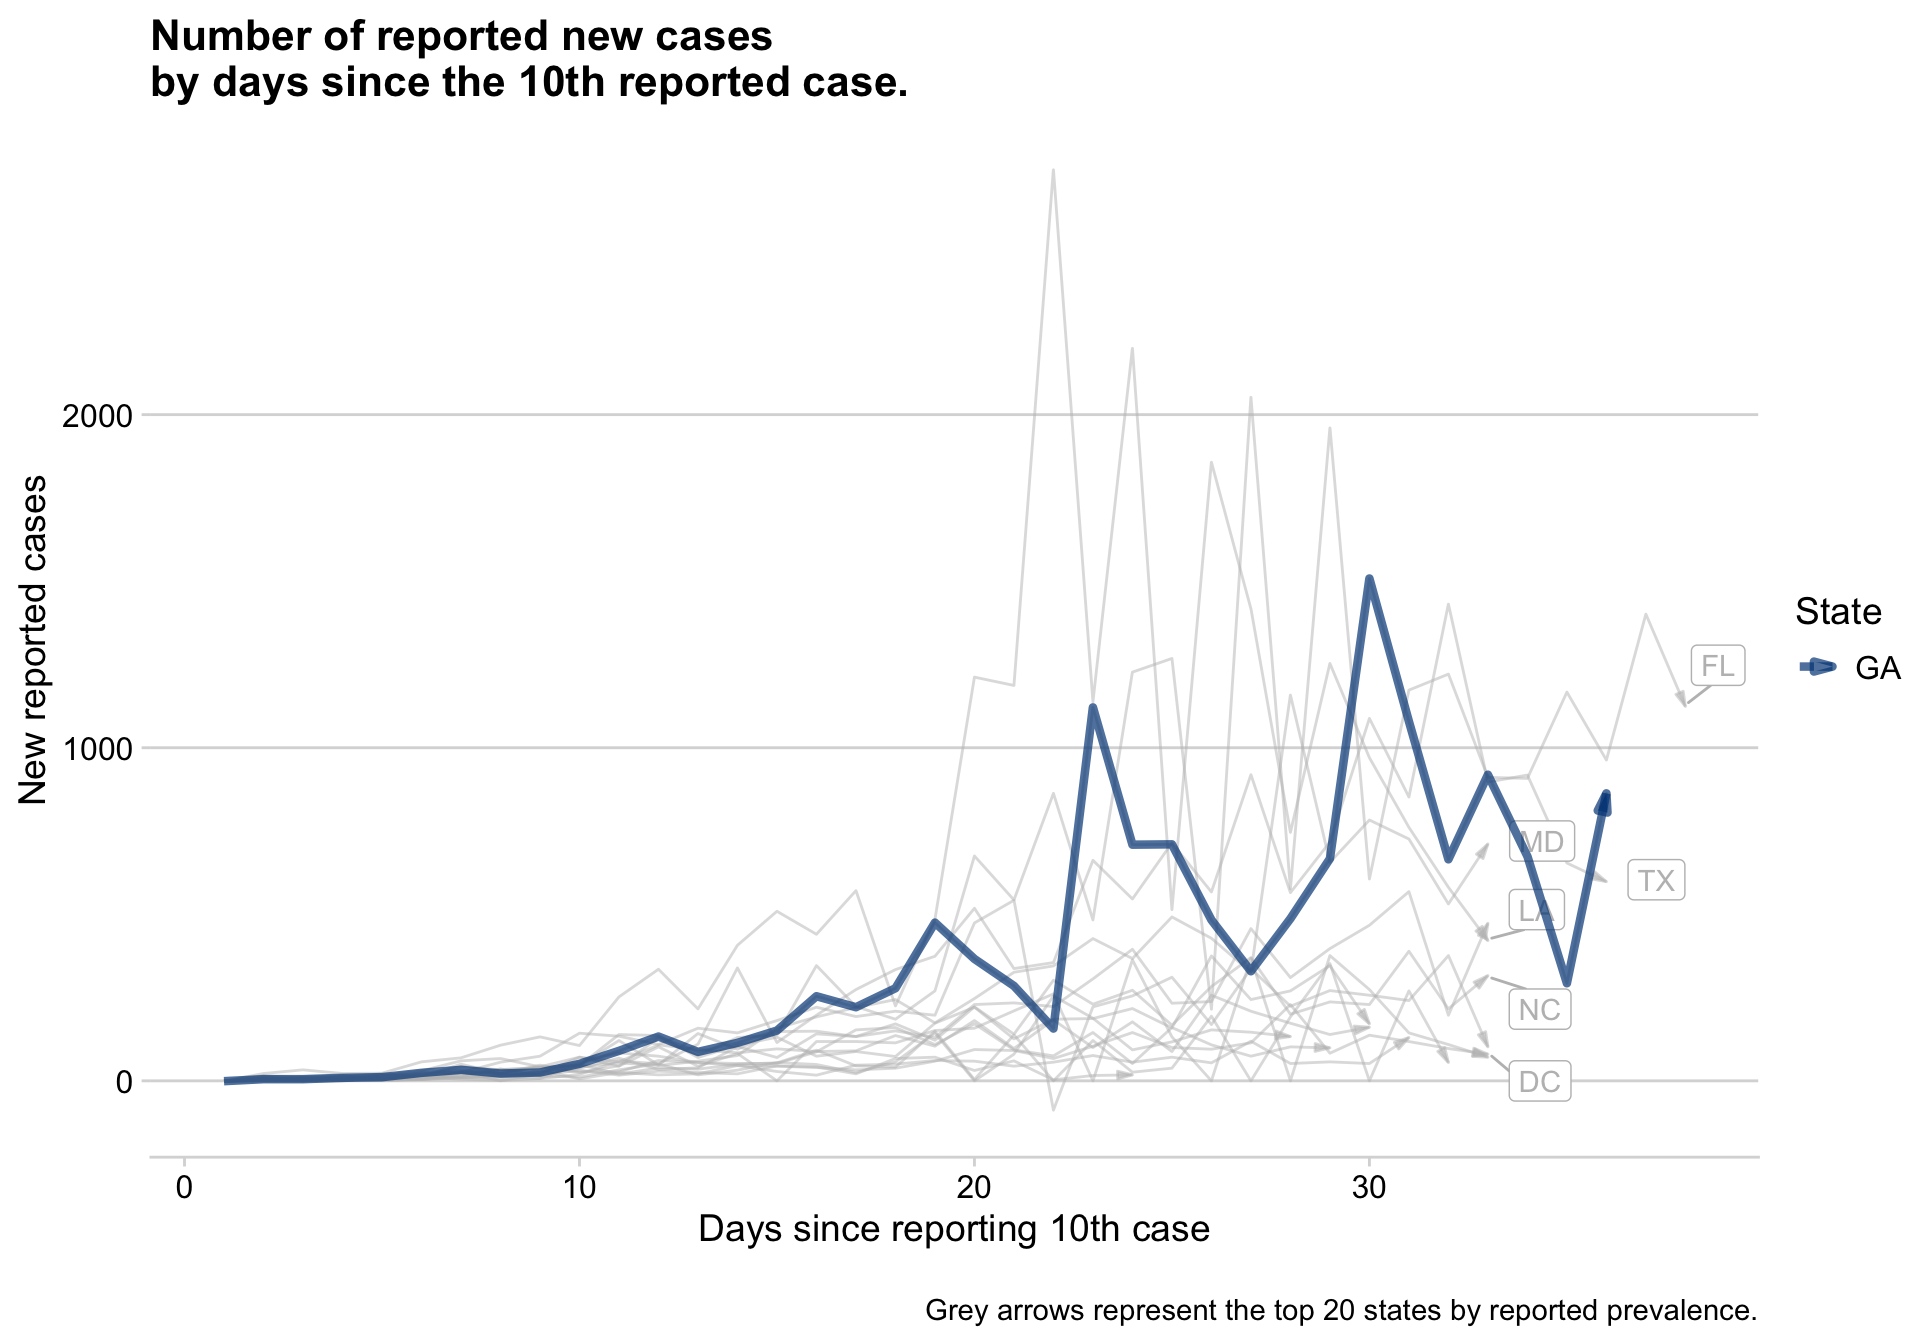 Number of reported new cases
by days since the 10th reported case.
2000
1000
0
New reported cases
0
10
20
30
Days since reporting 10th case
FL
MD
TX
LA
NC
DC
State
GA
Grey arrows represent the top 20 states by reported prevalence.